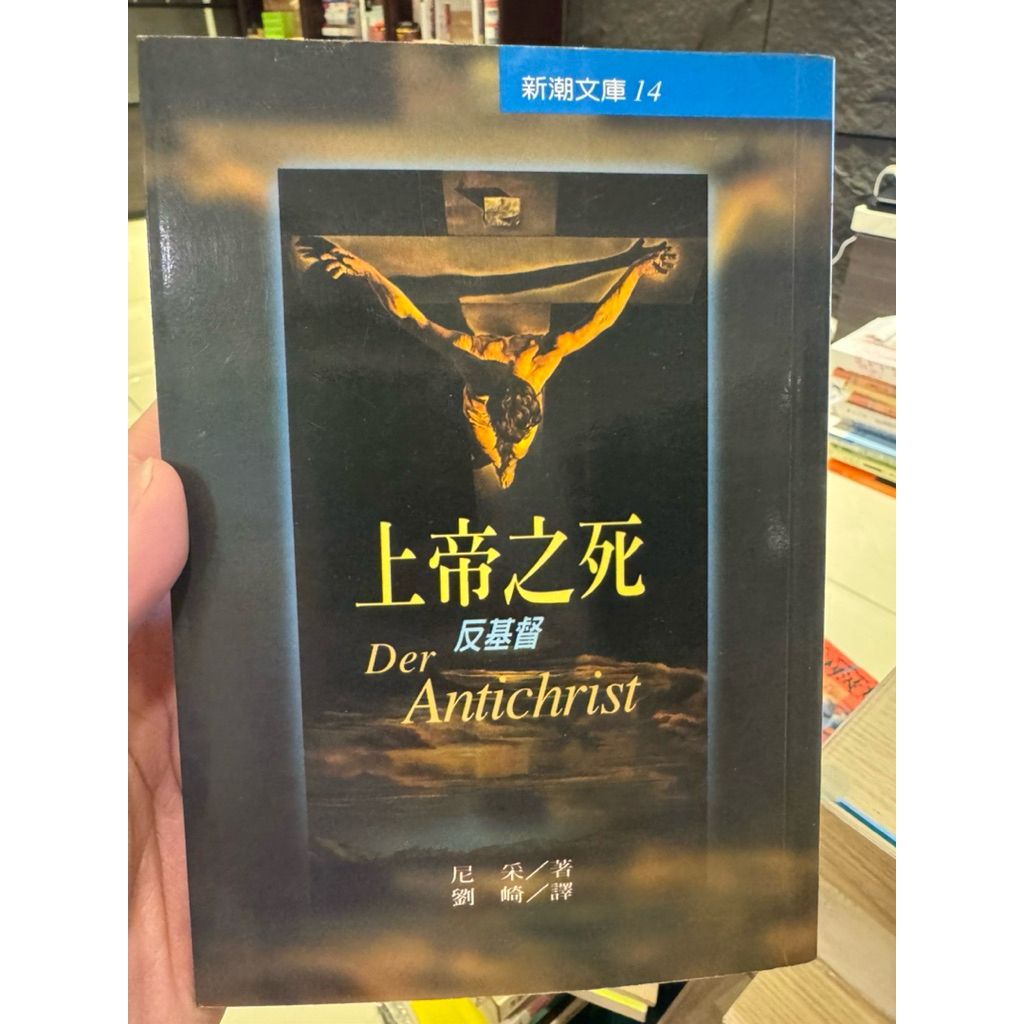 新潮文庫 14
上帝之死
反基督
Der
Antichrist
尼 采／著
劉 崎／譯